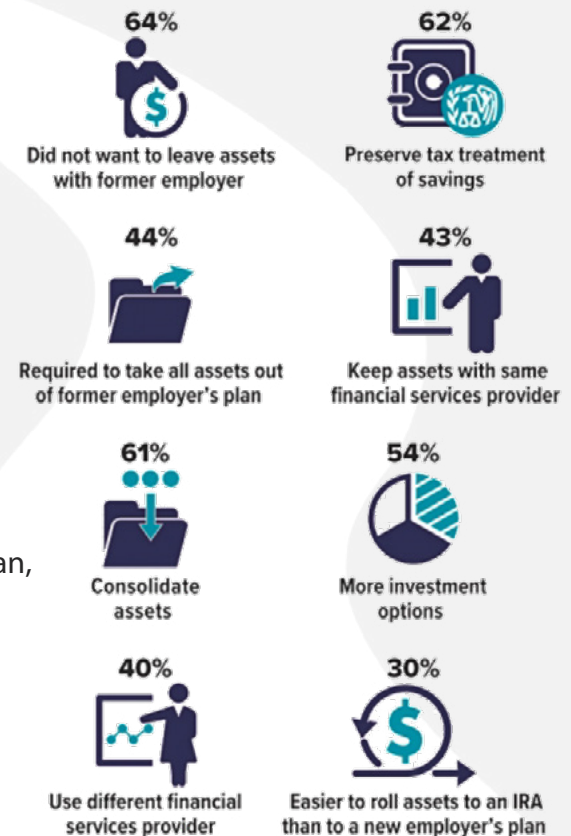 64%
Did not want to leave assets
with former employer
62%
Preserve tax treatment
of savings
44%
Required to take all assets out
of former employer's plan
43%
Keep assets with same
financial services provider
61%
Consolidate
assets
54%
More investment
options
an,
40%
Use different financial
services provider
30%
Easier to roll assets to an IRA
than to a new employer's plan